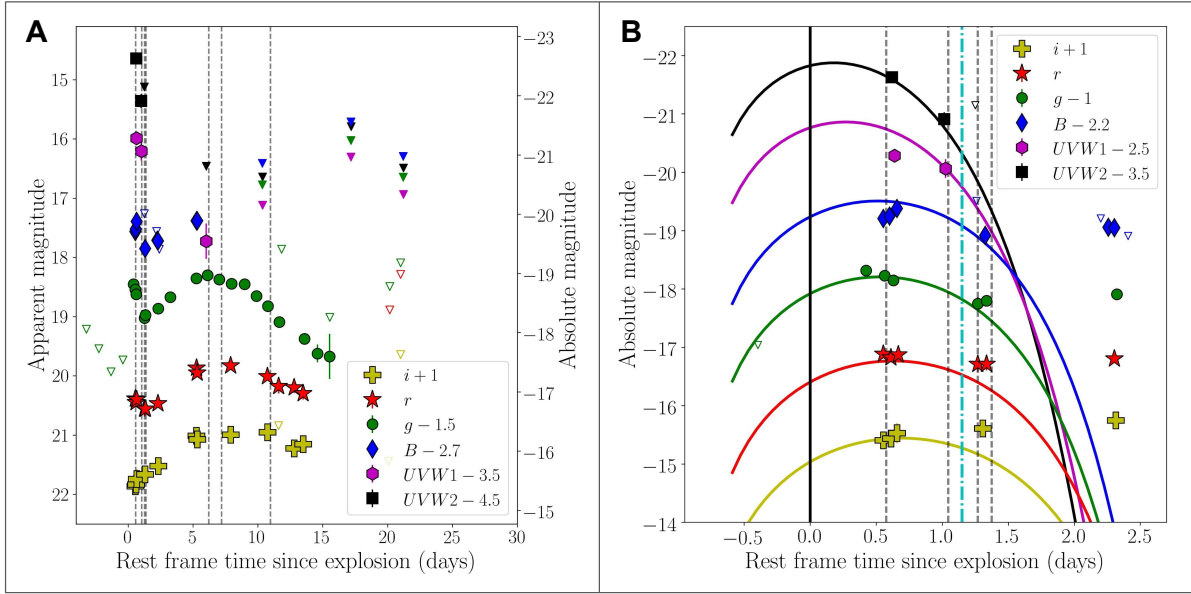 A
Apparent magnitude
15
16
17
18
19
20
21
22
−23
−22
−21
−20
−19
−18
−17
−16
−15
Absolute magnitude
0
5
10
15
20
25
30
Rest frame time since explosion (days)
i + 1
r
g − 1.5
B − 2.7
UVW1 − 3.5
UVW2 − 4.5
B
Absolute magnitude
−22
−21
−20
−19
−18
−17
−16
−15
−14
−0.5
0.0
0.5
1.0
1.5
2.0
2.5
Rest frame time since explosion (days)
i + 1
r
g − 1
B − 2.2
UVW1 − 2.5
UVW2 − 3.5